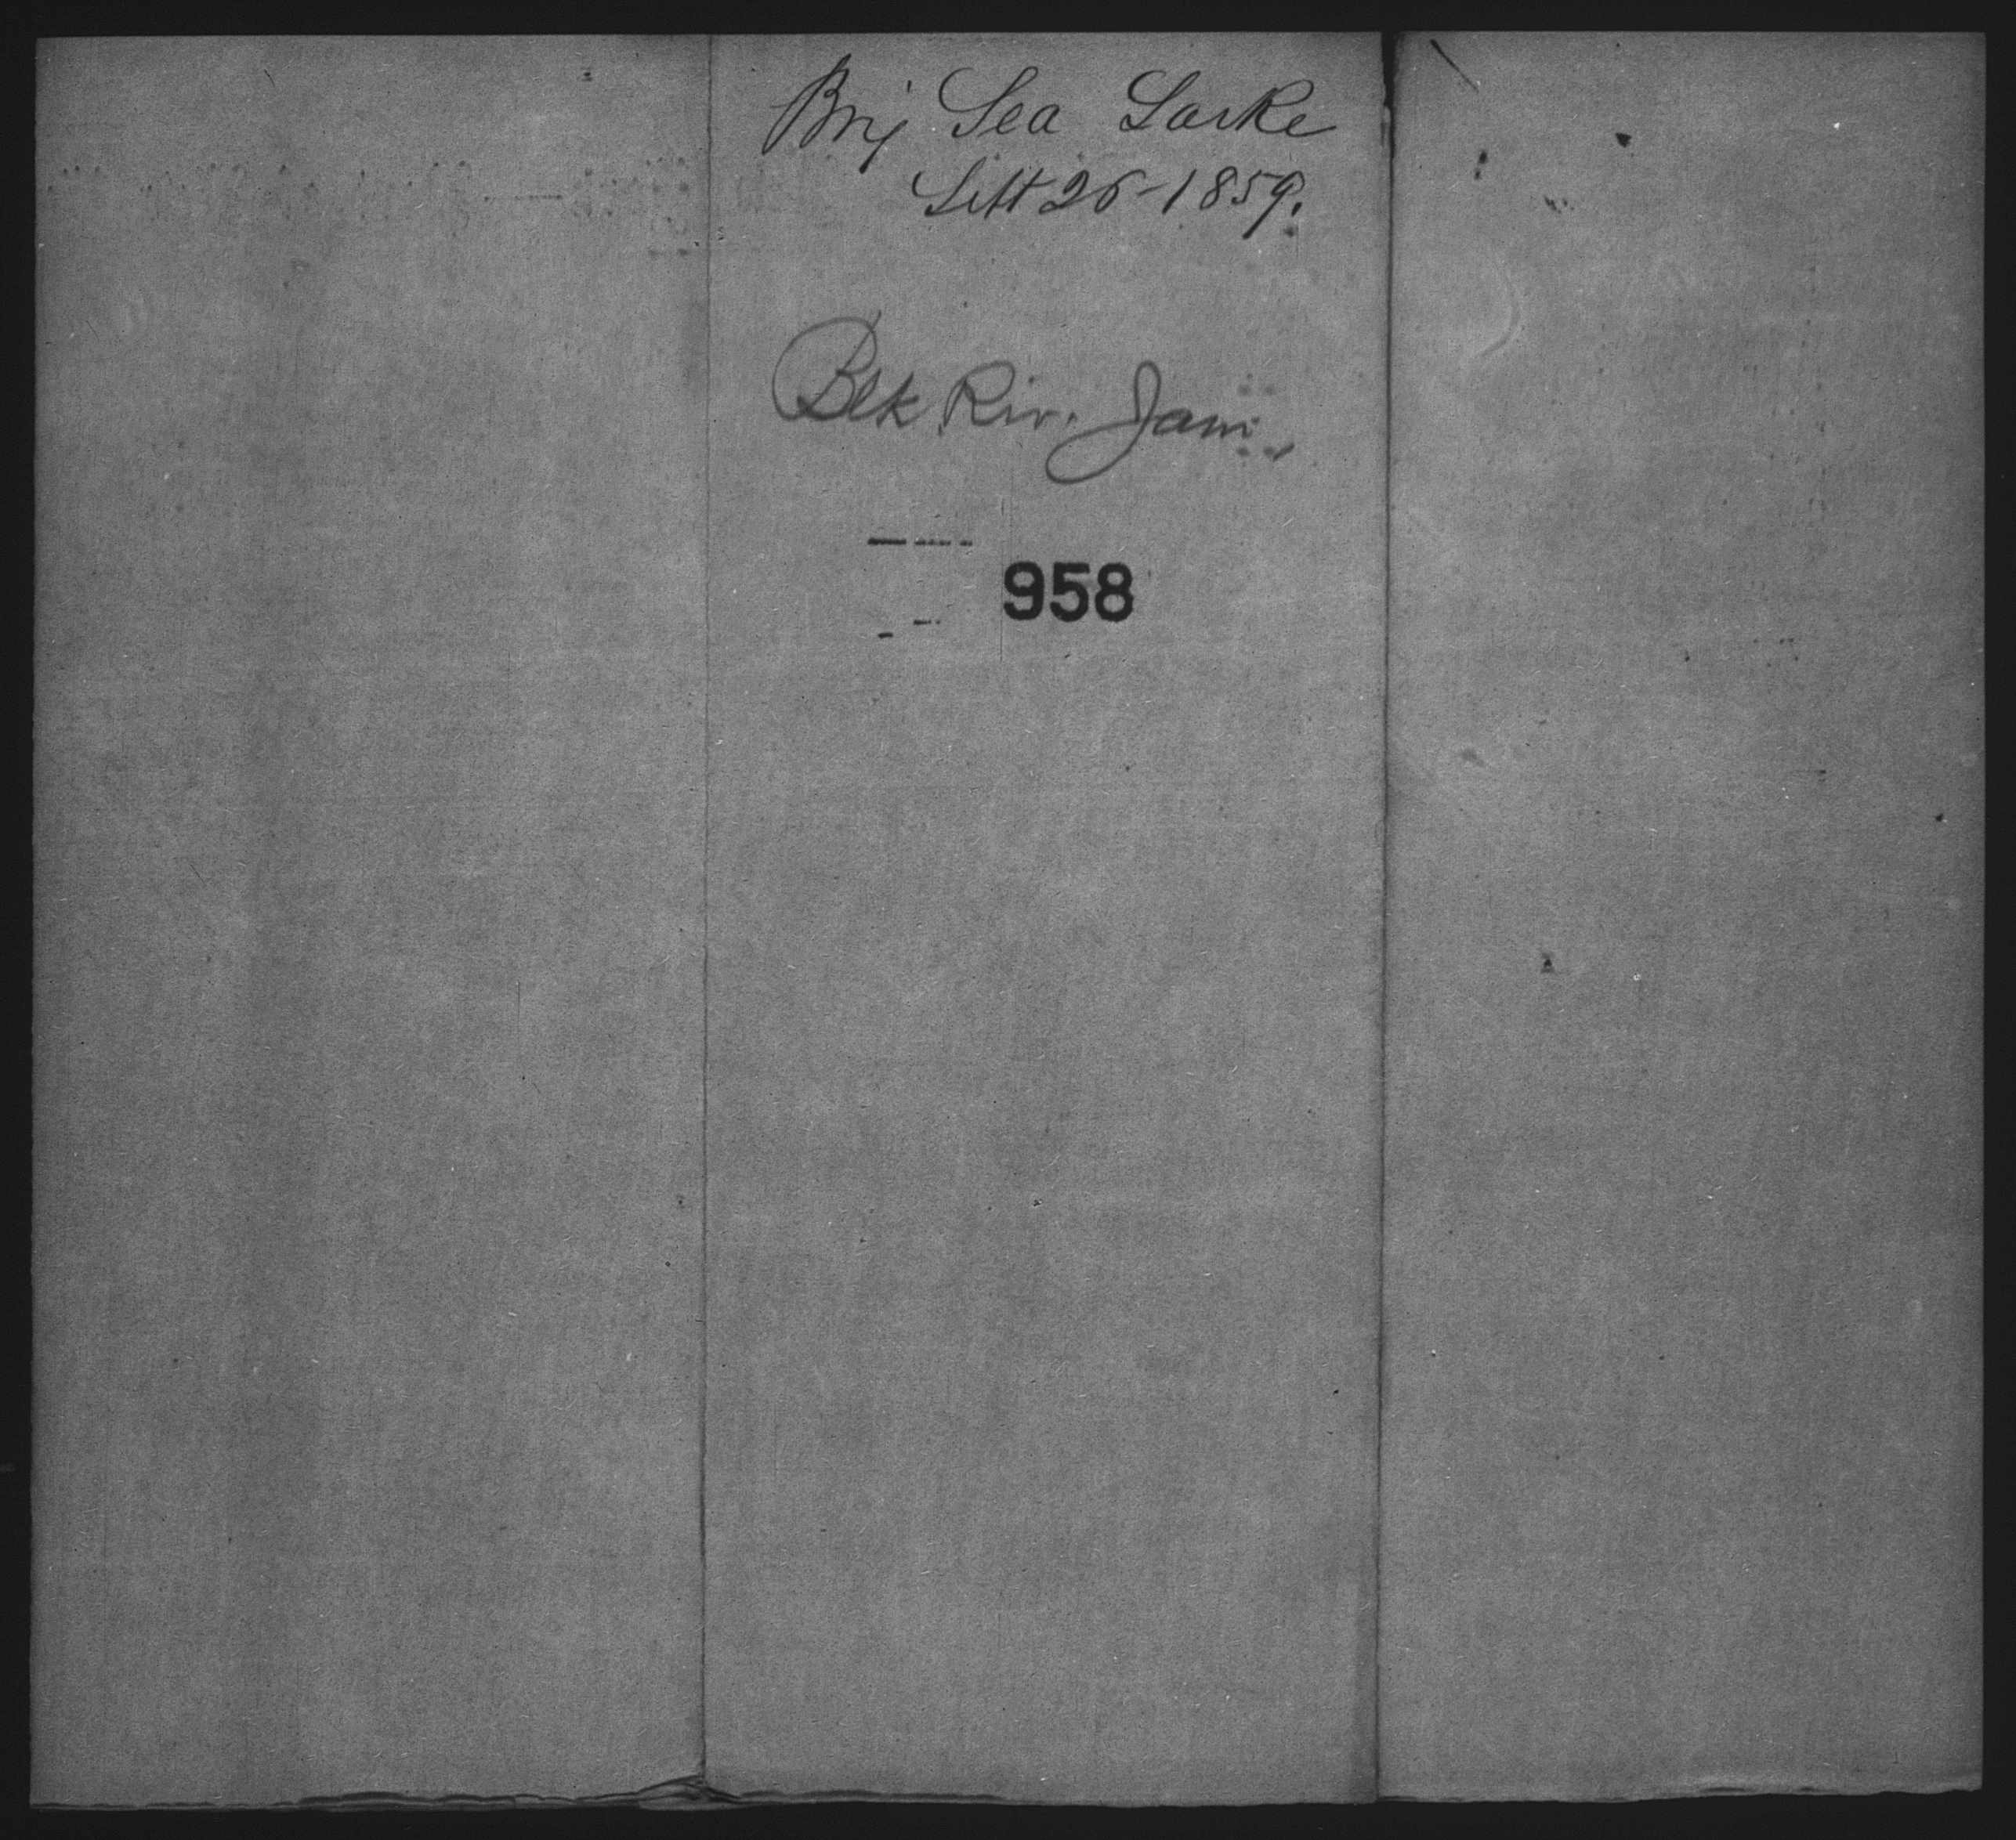 Brig Sea Larke
Sept 26-1859.
Blk. Riv. Jam.
958